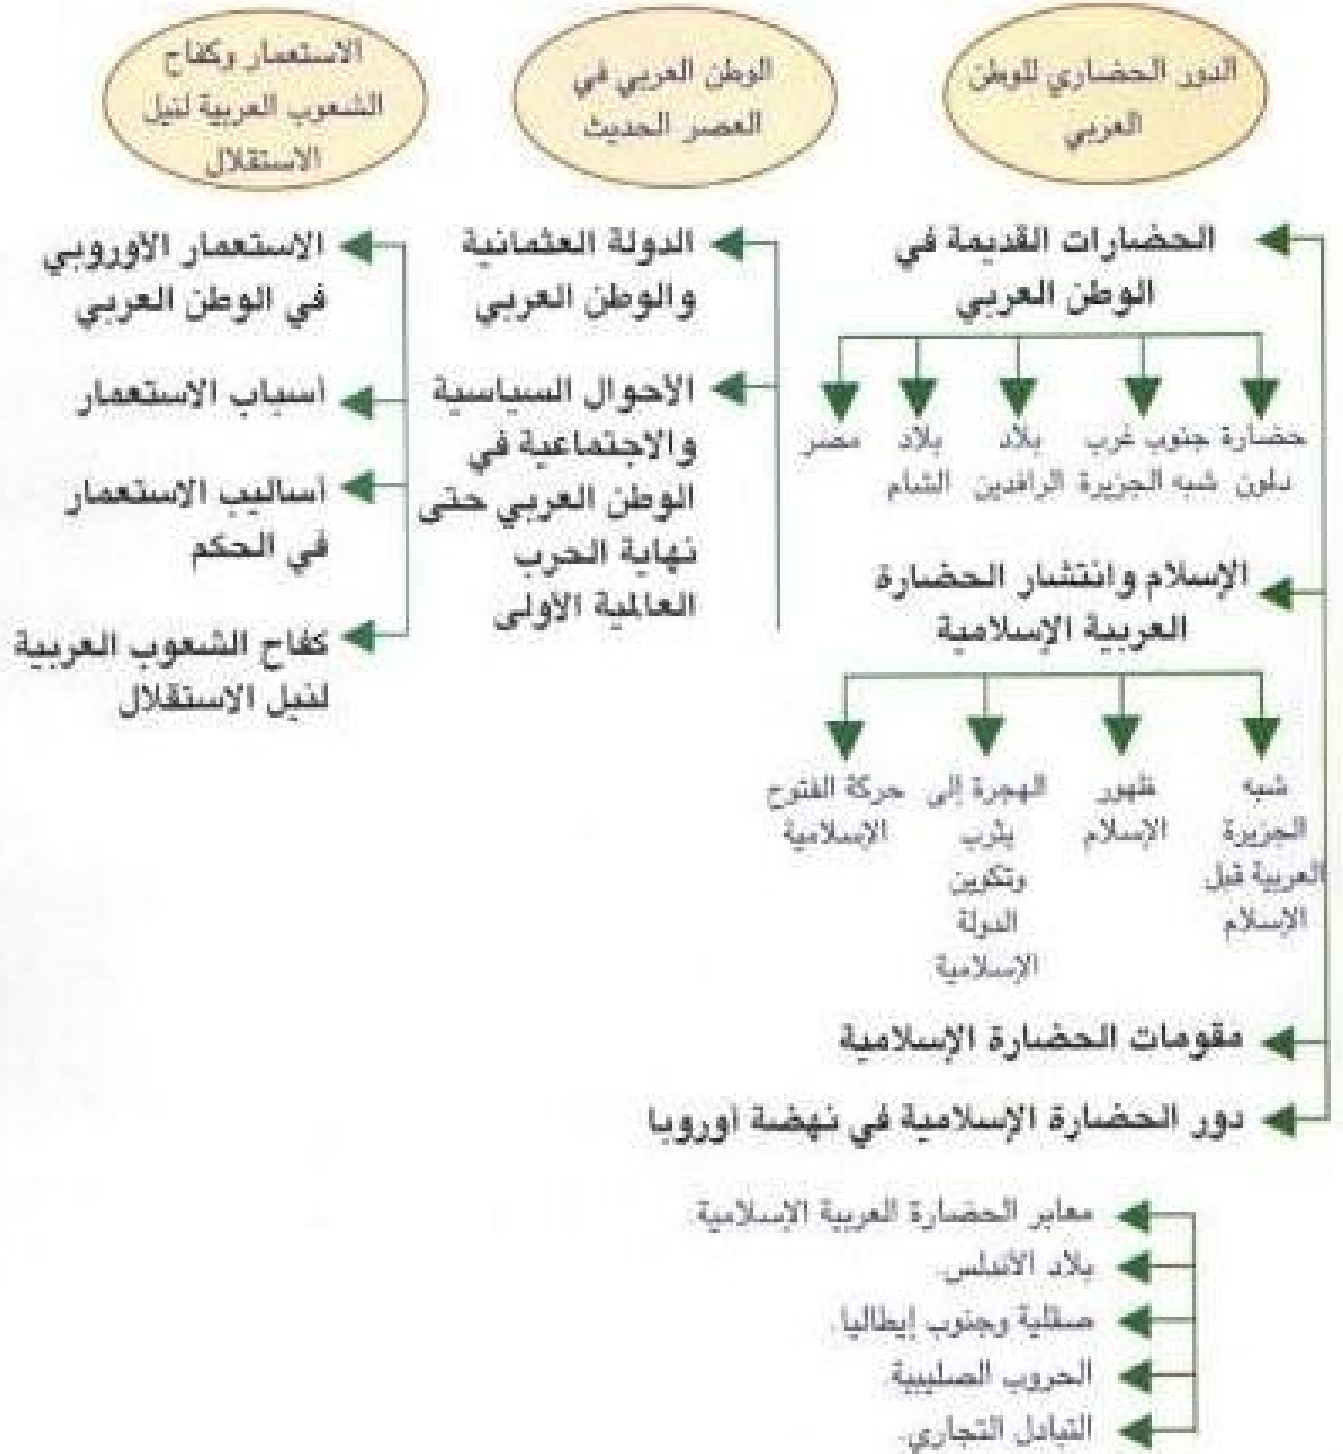 الدور الحضاري للوطن
العربي
الحضارات القديمة في
الوطن العربي
حضارة
دلون
جنوب غرب
شبه الجزيرة
بلاد
الرافدين
بلاد
الشام
مصر
الإسلام وانتشار الحضارة
العربية الإسلامية
شبه
الجزيرة
العربية قبل
الإسلام
ظهور
الإسلام
الهجرة إلى
يثرب
وتكوين
الدولة
الإسلامية
حركة الفتوح
الإسلامية
مقومات الحضارة الإسلامية
دور الحضارة الإسلامية في نهضة أوروبا
معابر الحضارة العربية الإسلامية.
بلاد الأندلس.
صقلية وجنوب إيطاليا.
الحروب الصليبية
التبادل التجاري.
الوطن العربي في
العصر الحديث
الدولة العثمانية
والوطن العربي
الأحوال السياسية
والاجتماعية في
الوطن العربي حتى
نهاية الحرب
العالمية الأولى
الاستعمار وكفاح
الشعوب العربية لنيل
الاستقلال
الاستعمار الأوروبي
في الوطن العربي
أسباب الاستعمار
أساليب الاستعمار
في الحكم
كفاح الشعوب العربية
لنيل الاستقلال